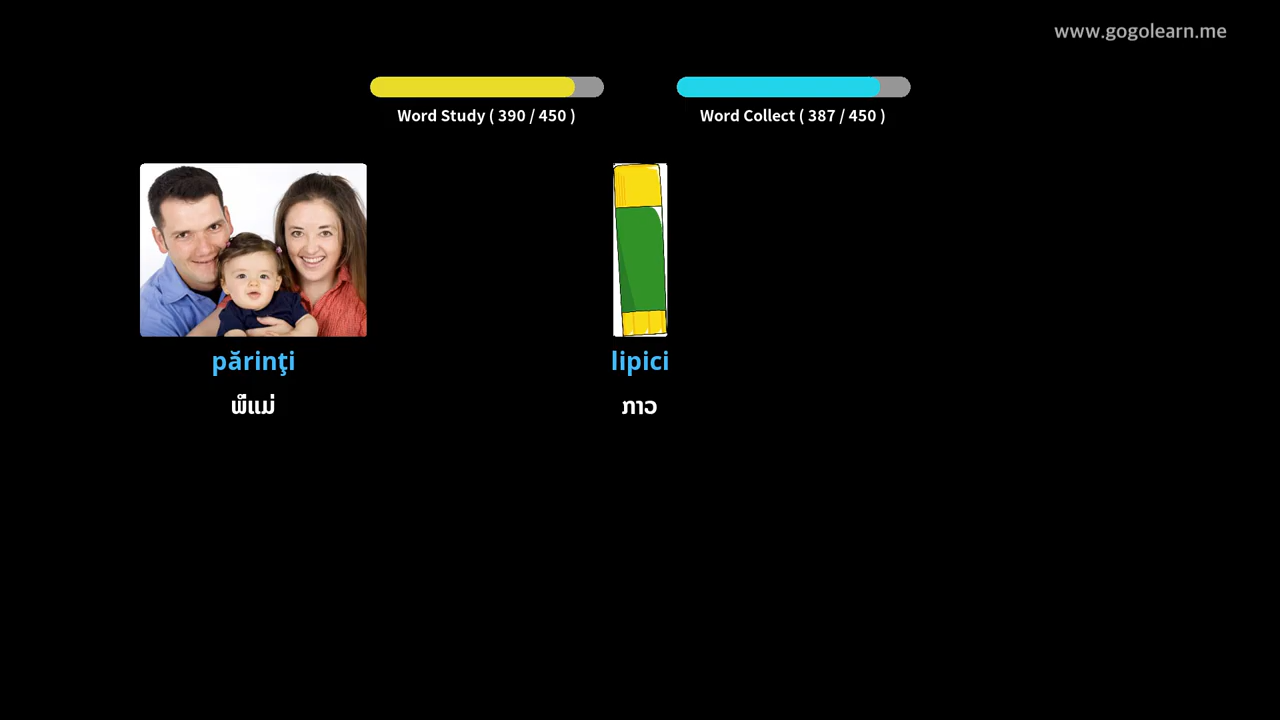 www.gogolearn.me
Word Study ( 390 / 450 )
Word Collect ( 387 / 450 )
părinţi
lipici
ພໍ່ແມ່
ກາວ